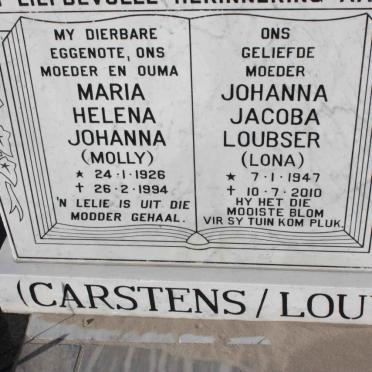 LIEFDEVOLLE HERINNERING
MY DIERBARE
EGGENOTE, ONS
MOEDER EN OUMA
MARIA
HELENA
JOHANNA
(MOLLY)
★ 24·1·1926
✝ 26·2·1994
'N LELIE IS UIT DIE
MODDER GEHAAL.
ONS
GELIEFDE
MOEDER
JOHANNA
JACOBA
LOUBSER
(LONA)
★ 7·1·1947
✝ 10·7·2010
HY HET DIE
MOOISTE BLOM
VIR SY TUIN KOM PLUK.
(CARSTENS / LOU